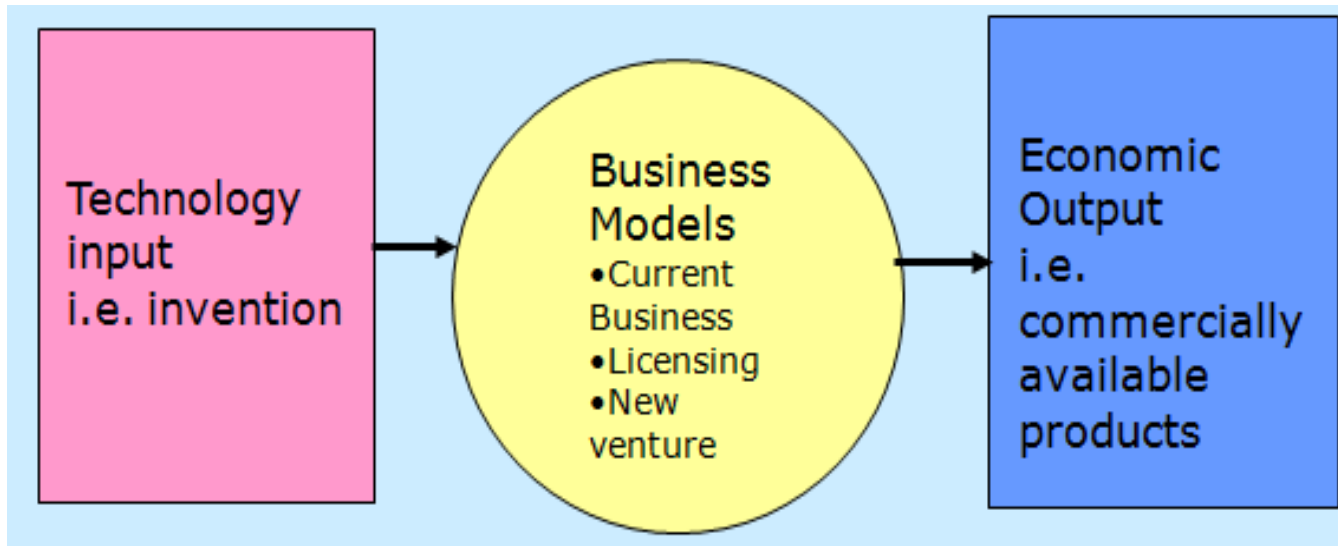 Technology
input
i.e. invention
Business
Models
•Current
Business
•Licensing
•New
venture
Economic
Output
i.e.
commercially
available
products